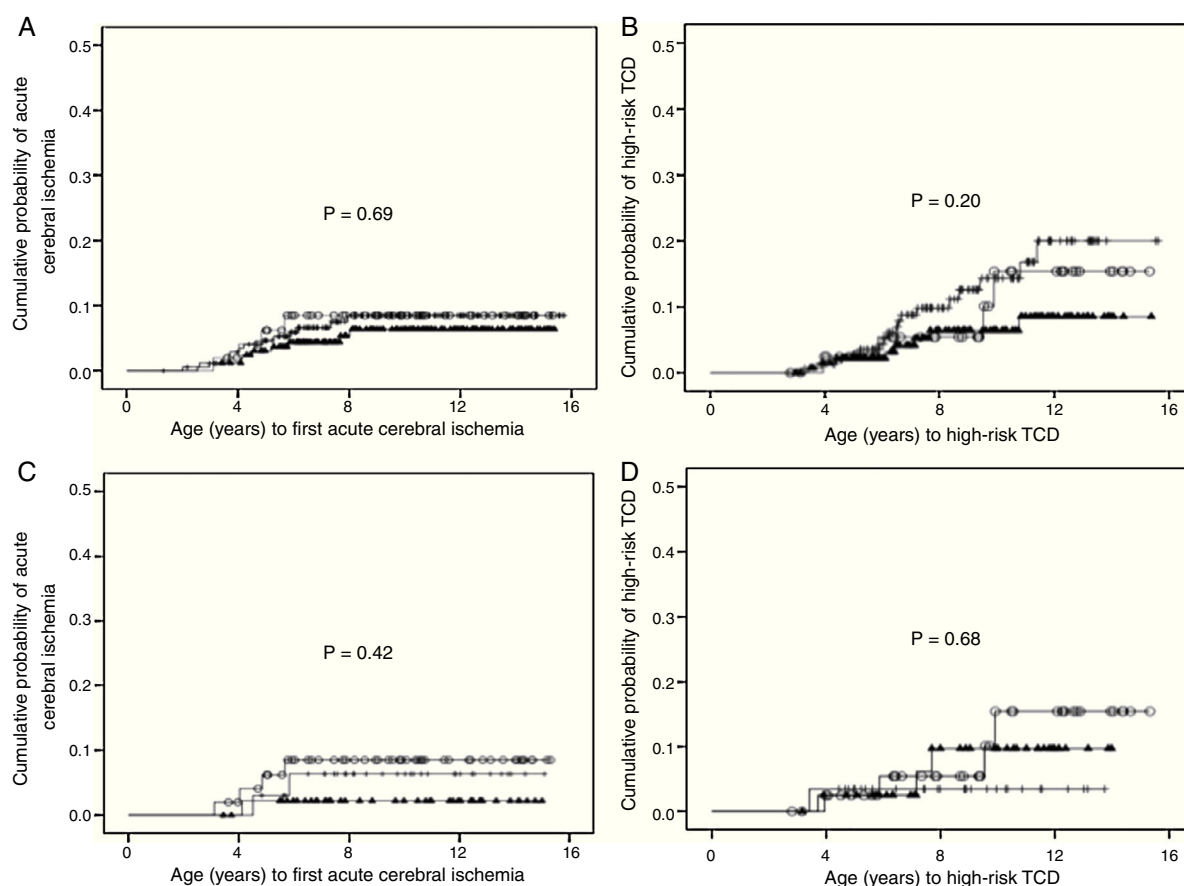 A
Cumulative probability of acute
cerebral ischemia
0.5
0.4
0.3
0.2
0.1
0.0
P = 0.69
0 4 8 12 16
Age (years) to first acute cerebral ischemia
B
Cumulative probability of high-risk TCD
0.5
0.4
0.3
0.2
0.1
0.0
P = 0.20
0 4 8 12 16
Age (years) to high-risk TCD
C
Cumulative probability of acute
cerebral ischemia
0.5
0.4
0.3
0.2
0.1
0.0
P = 0.42
0 4 8 12 16
Age (years) to first acute cerebral ischemia
D
Cumulative probability of high-risk TCD
0.5
0.4
0.3
0.2
0.1
0.0
P = 0.68
0 4 8 12 16
Age (years) to high-risk TCD